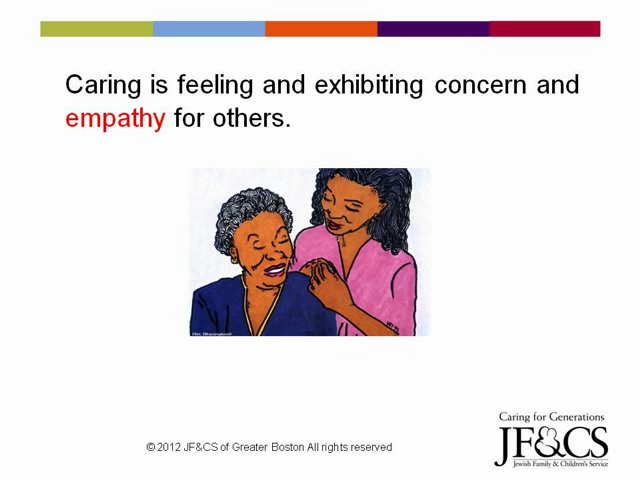 Caring is feeling and exhibiting concern and
empathy for others.
© 2012 JF&CS of Greater Boston All rights reserved
Caring for Generations
JF&CS
Jewish Family & Children's Service